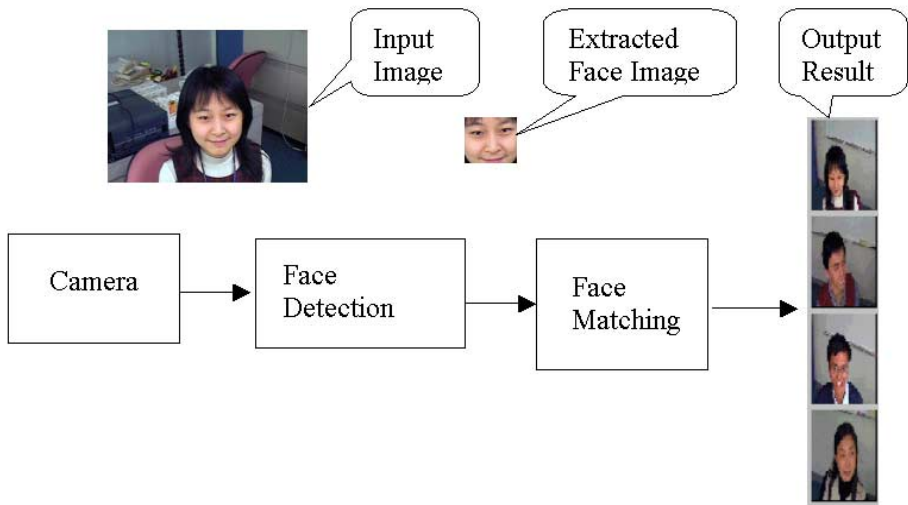 Input
Image
Extracted
Face Image
Output
Result
Camera
Face
Detection
Face
Matching